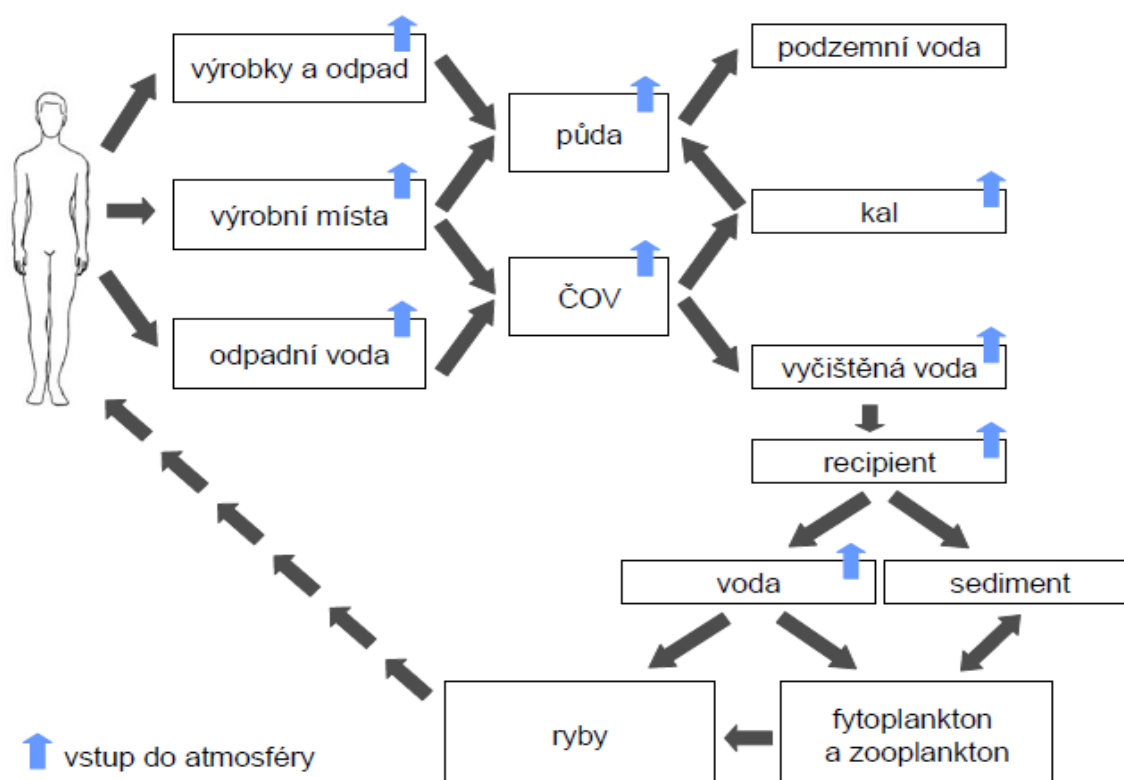 výrobky a odpad
podzemní voda
půda
výrobní místa
kal
ČOV
odpadní voda
vyčištěná voda
recipient
voda
sediment
ryby
fytoplankton
a zooplankton
vstup do atmosféry